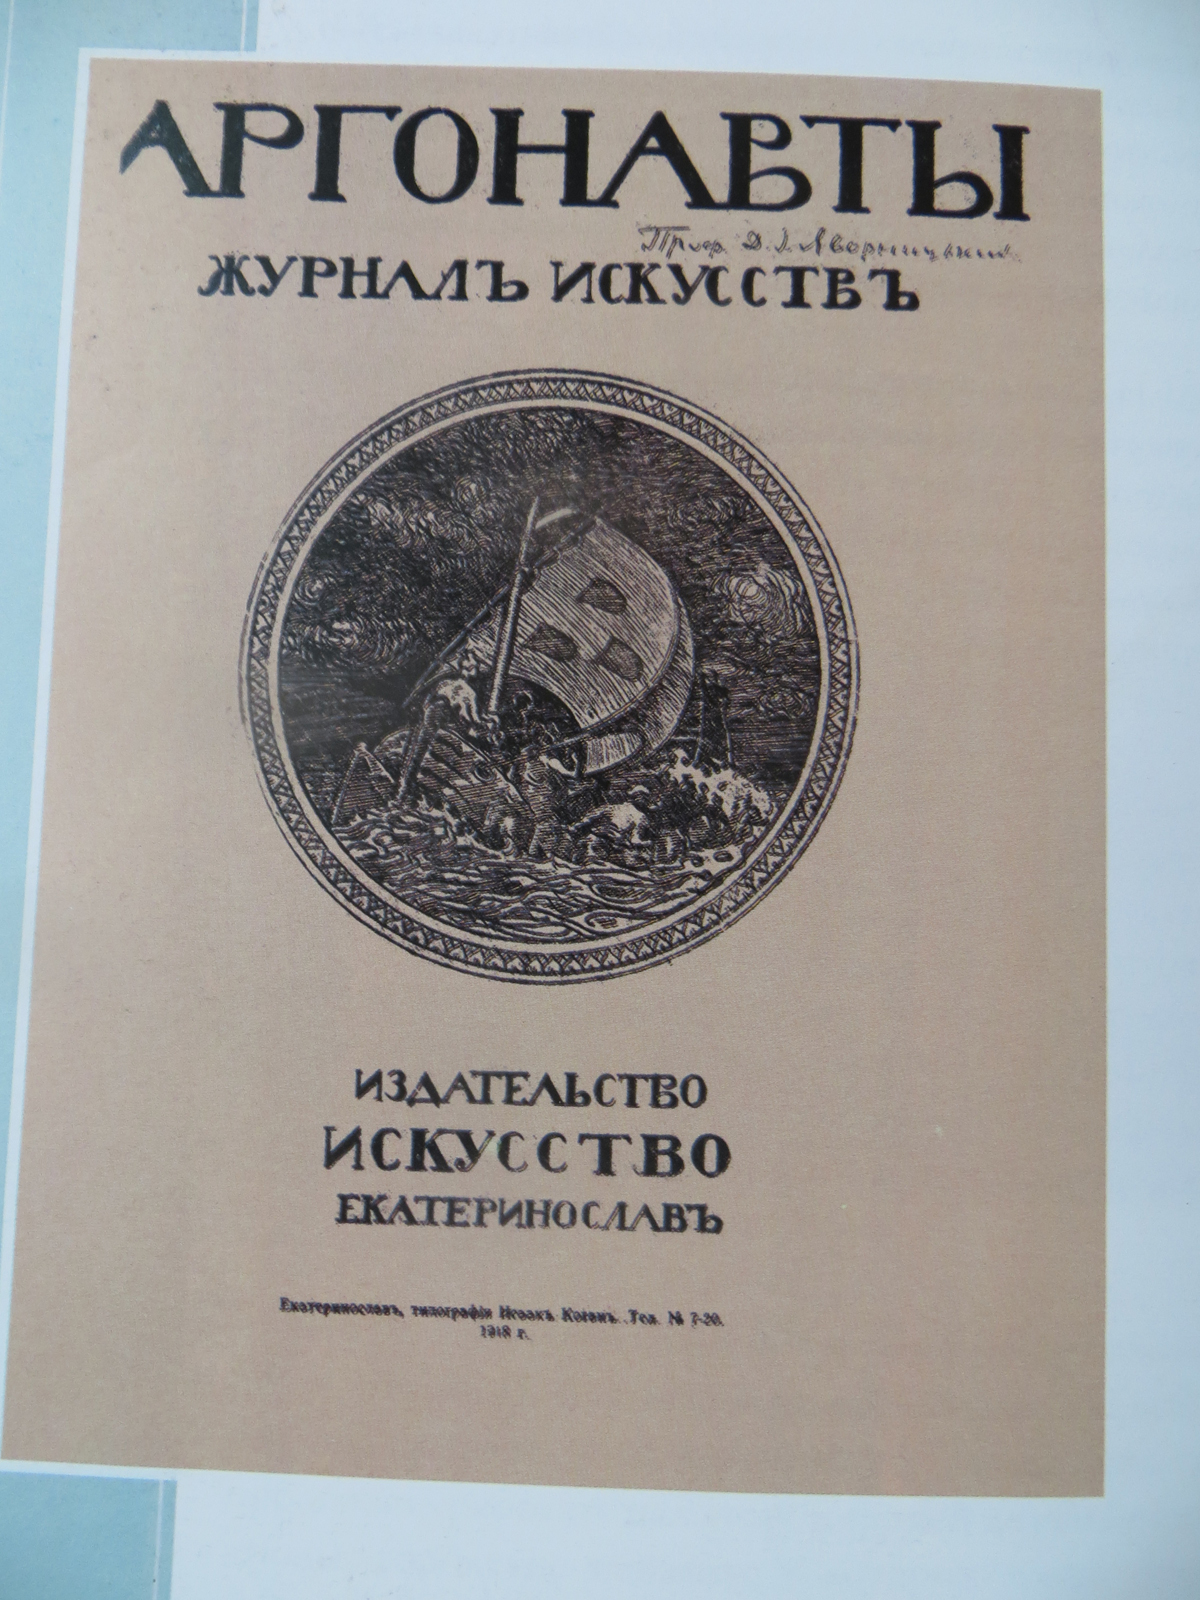 АРГОНАВТЫ
Проф. Д. І. Яворницький
ЖУРНАЛЪ ИСКУССТВЪ
ИЗДАТЕЛЬСТВО
ИСКУССТВО
ЕКАТЕРИНОСЛАВЪ
Екатеринославъ, типографія Исаакъ Коганъ. Тел. № 7-20.
1918 г.